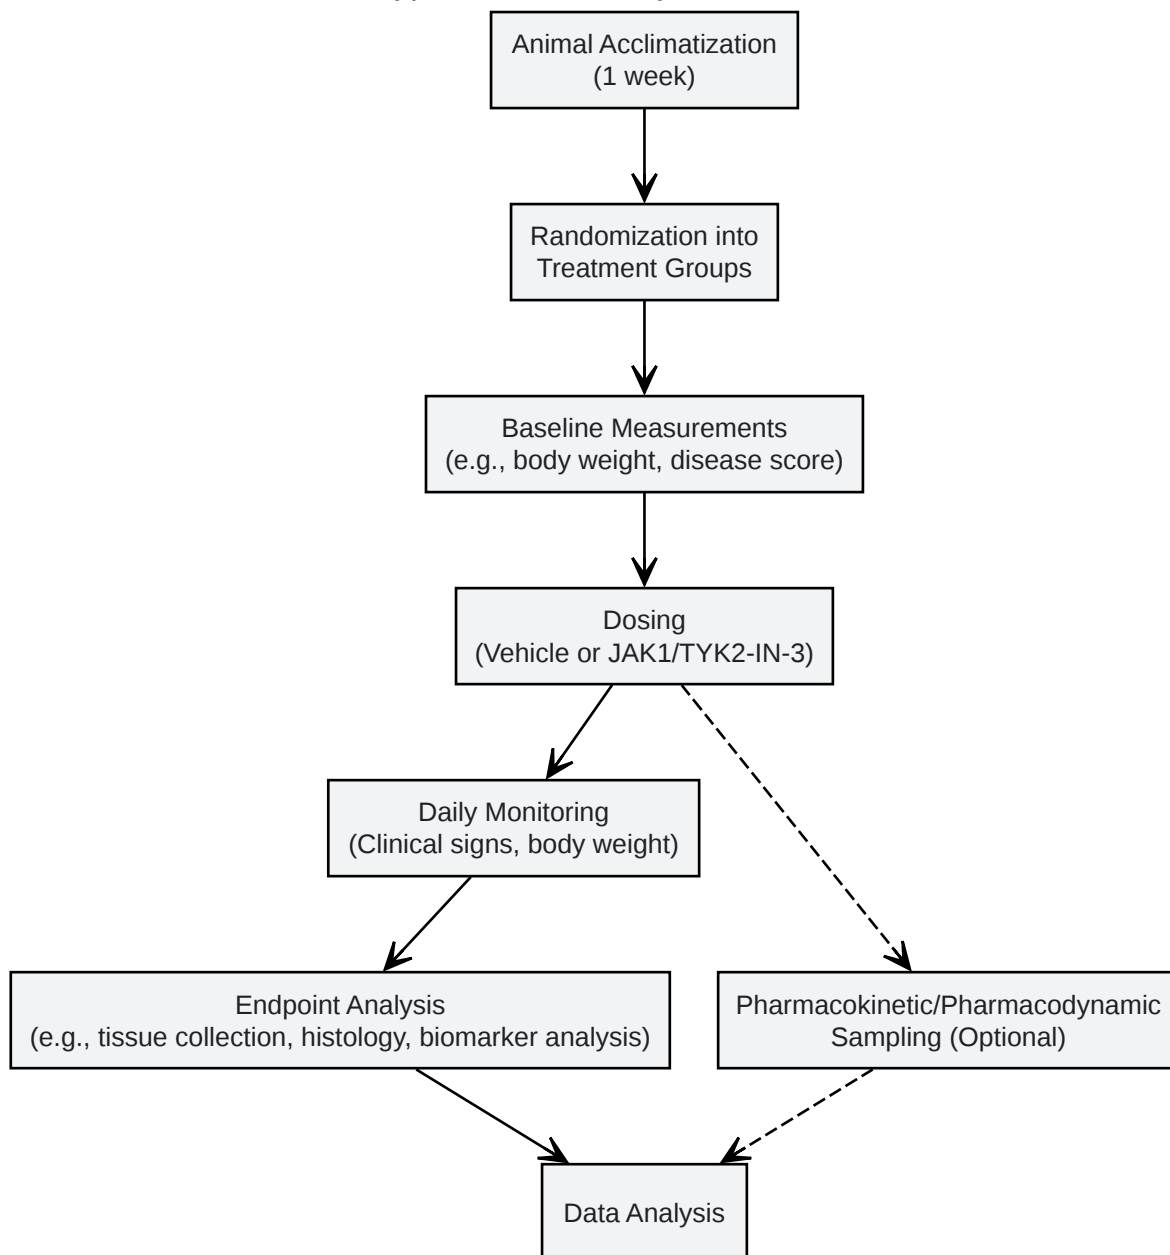 Animal Acclimatization
(1 week)
Randomization into
Treatment Groups
Baseline Measurements
(e.g., body weight, disease score)
Dosing
(Vehicle or JAK1/TYK2-IN-3)
Daily Monitoring
(Clinical signs, body weight)
Endpoint Analysis
(e.g., tissue collection, histology, biomarker analysis)
Pharmacokinetic/Pharmacodynamic
Sampling (Optional)
Data Analysis